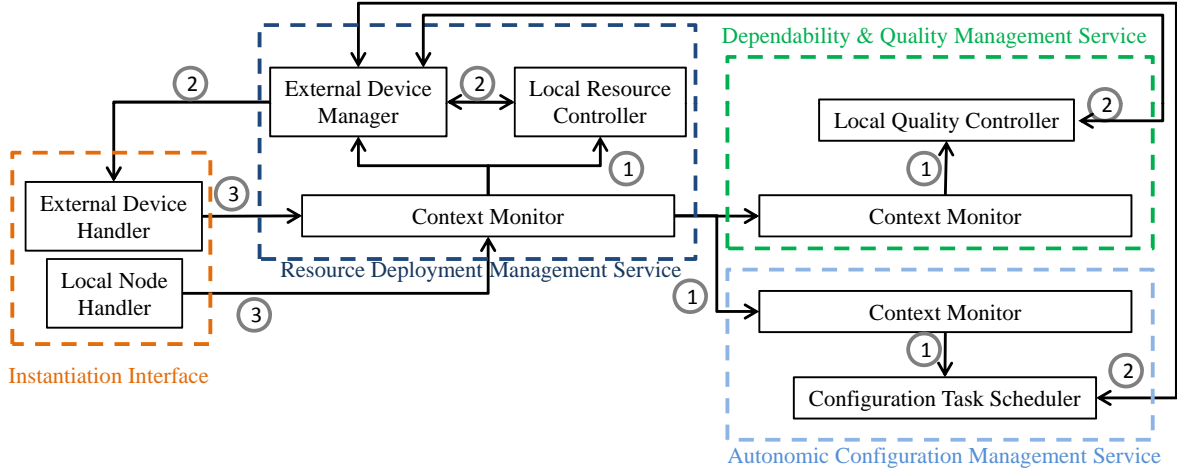 Dependability & Quality Management Service
2
External Device
Manager
2
Local Resource
Controller
2
Local Quality Controller
1
1
External Device
Handler
3
Context Monitor
Context Monitor
Resource Deployment Management Service
Local Node
Handler
3
1
Context Monitor
1
2
Instantiation Interface
Configuration Task Scheduler
Autonomic Configuration Management Service